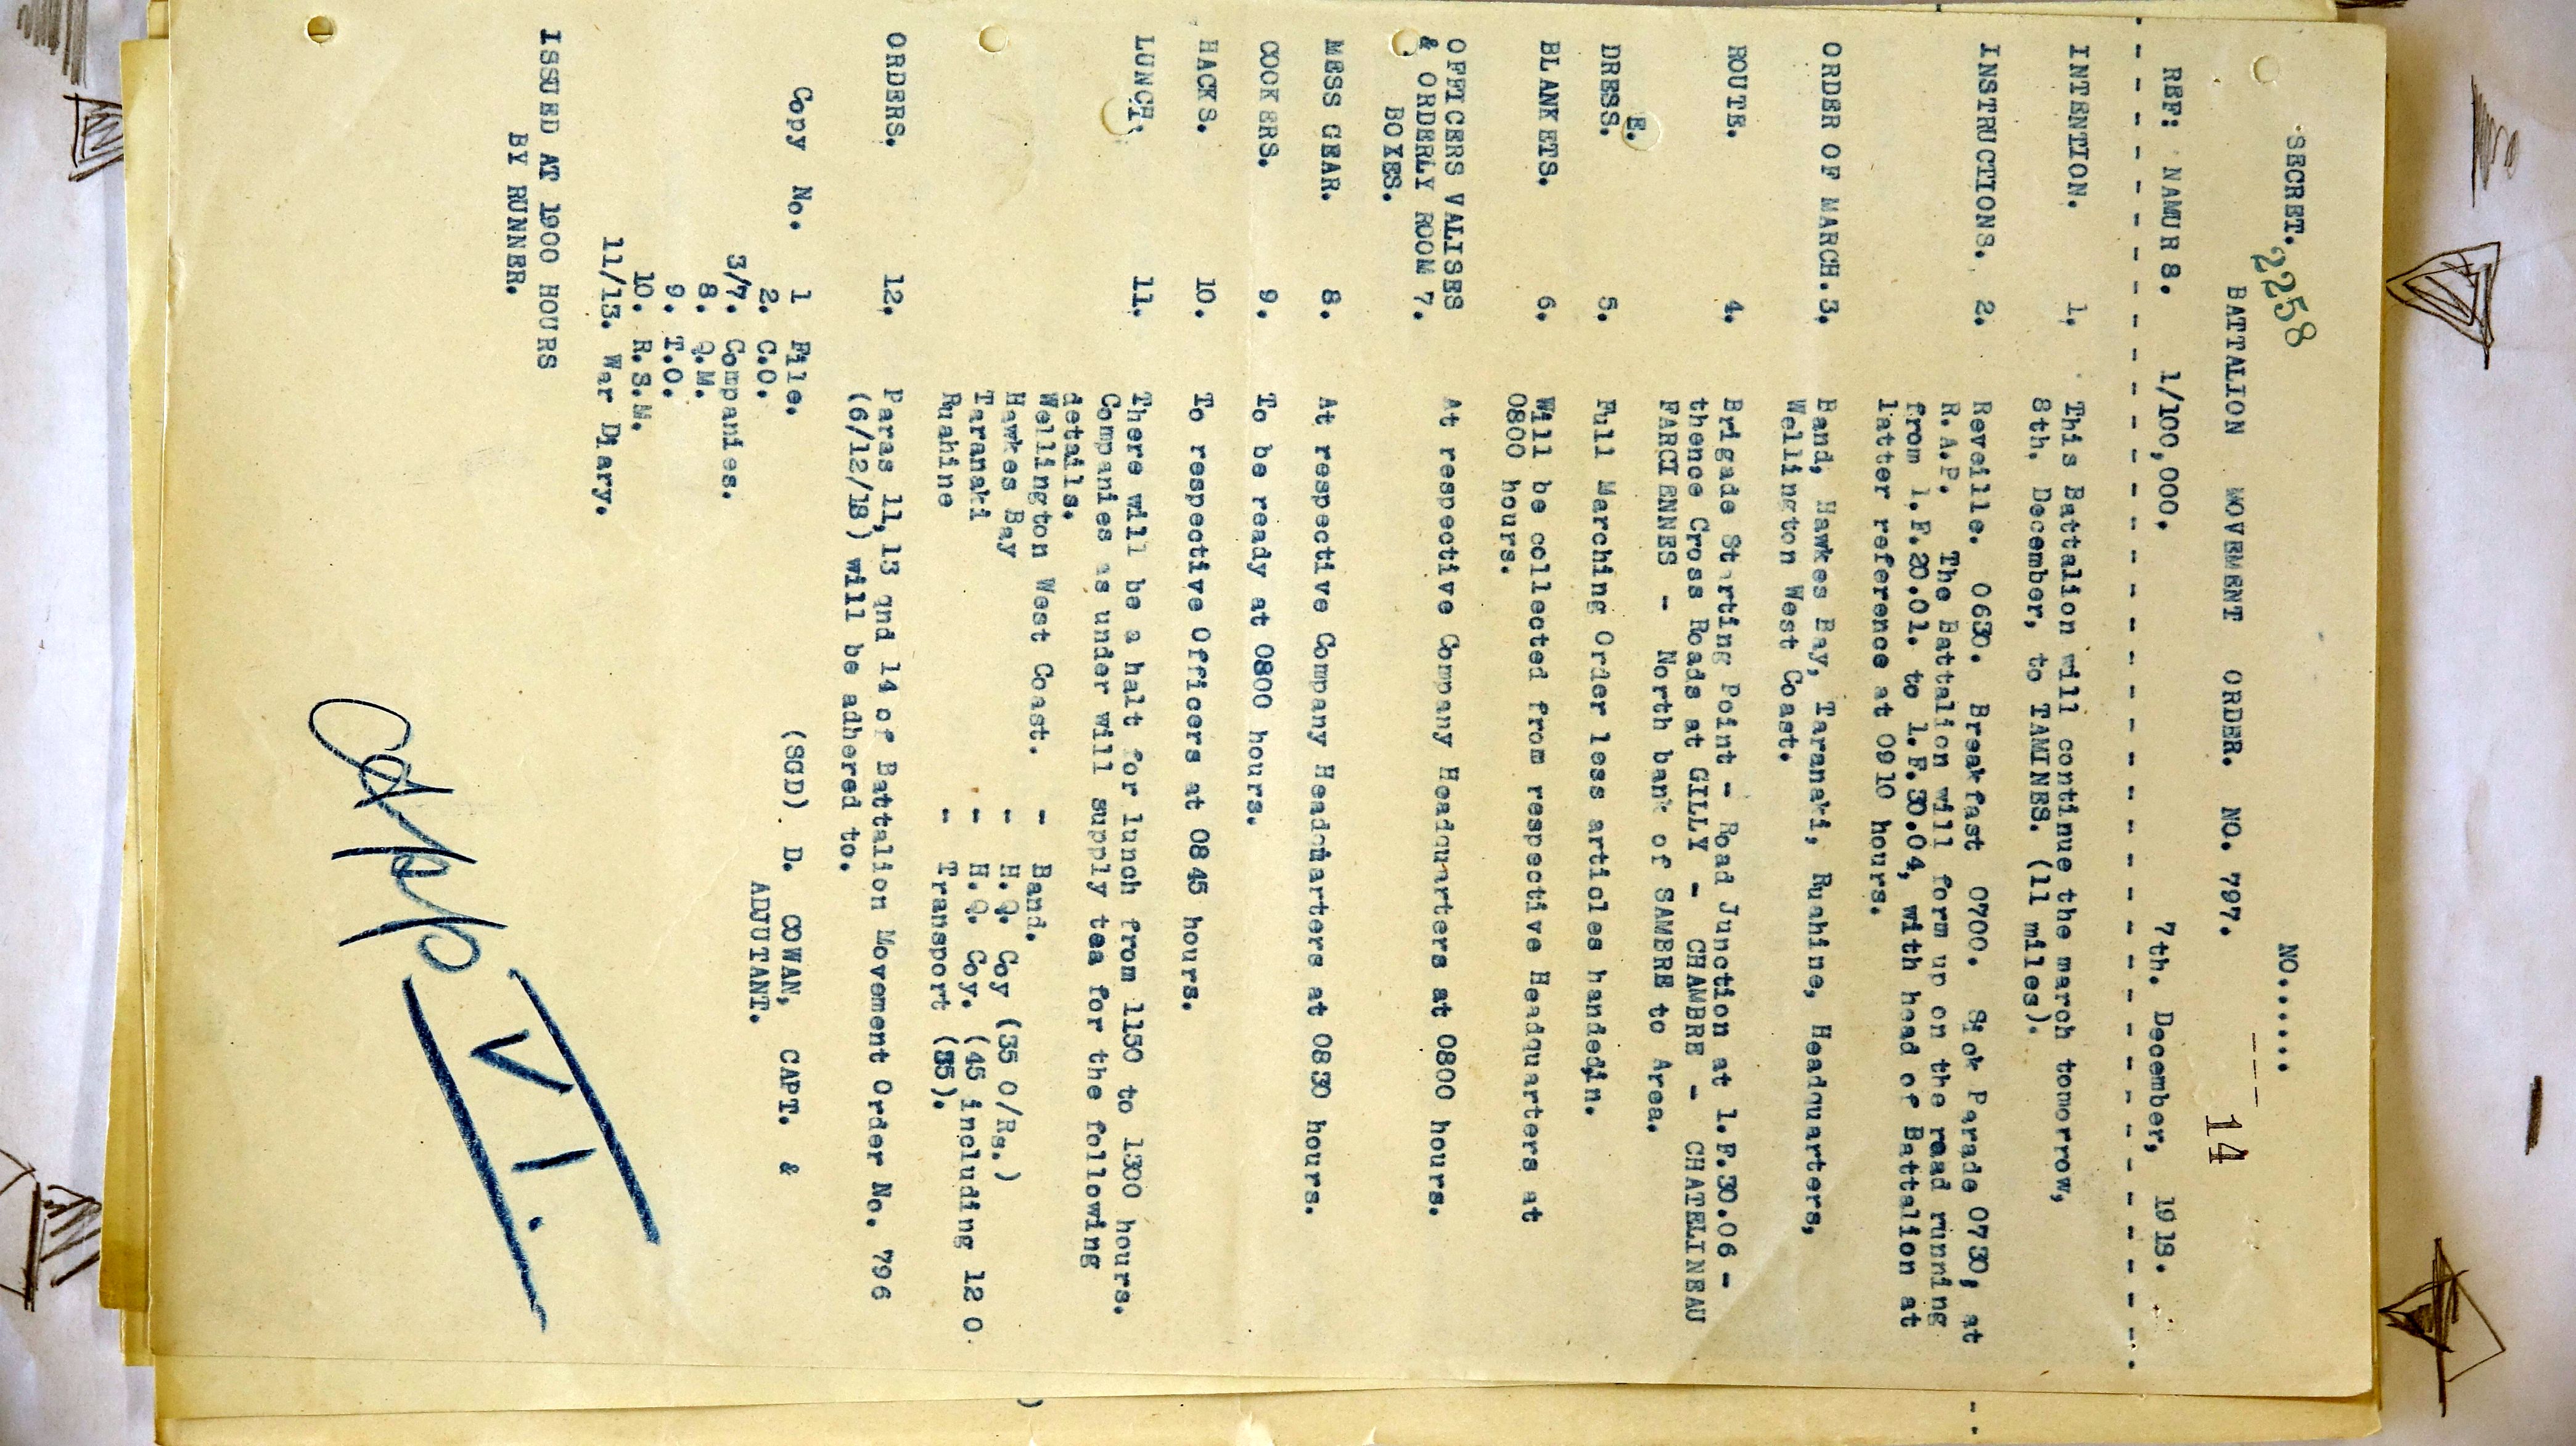 SECRET. NO.......
2258
14
BATTALION MOVEMENT ORDER. NO. 797.
REF: NAMUR 8. 1/100,000. 7th. December, 1918.
INTENTION. 1, This Battalion will continue the march tomorrow,
8th, December, to TAMINES. (11 miles).
INSTRUCTIONS. 2. Reveille. 0630. Breakfast 0700. Sick Parade 0730, at
R.A.P. The Battalion will form up on the road running
from 1.F.20.01. to 1.F.30.04, with head of Battalion at
latter reference at 0910 hours.
ORDER OF MARCH.3, Band, Hawkes Bay, Taranaki, Ruahine, Headquarters,
Wellington West Coast.
ROUTE. 4. Brigade Starting Point - Road Junction at 1.F.30.06 -
thence Cross Roads at GILLY - CHAMBRE - CHATELINEAU
FARCIENNES - North bank of SAMBRE to Area.
E.
DRESS. 5. Full Marching Order less articles handed in.
BLANKETS. 6. Will be collected from respective Headquarters at
0800 hours.
OFFICERS VALISES
& ORDERLY ROOM 7. At respective Company Headquarters at 0800 hours.
BOXES.
MESS GEAR. 8. At respective Company Headquarters at 0830 hours.
COOKERS. 9. To be ready at 0800 hours.
HACKS. 10. To respective Officers at 0845 hours.
LUNCH. 11. There will be a halt for lunch from 1150 to 1300 hours.
Companies as under will supply tea for the following
details.
Wellington West Coast. - Band.
Hawkes Bay - H.Q. Coy (35 O/Rs.)
Taranaki - H.Q. Coy. (45 including 12 O
Ruahine - Transport (35).
ORDERS. 12. Paras 11,13 qnd 14 of Battalion Movement Order No. 796
(6/12/18) will be adhered to.
(SGD) D. COWAN, CAPT. &
ADJUTANT.
Copy No. 1 File.
2. C.O.
3/7. Companies.
8. Q.M.
9. T.O.
10. R.S.M.
11/13. War Diary.
ISSUED AT 1900 HOURS
BY RUNNER.
App VI.